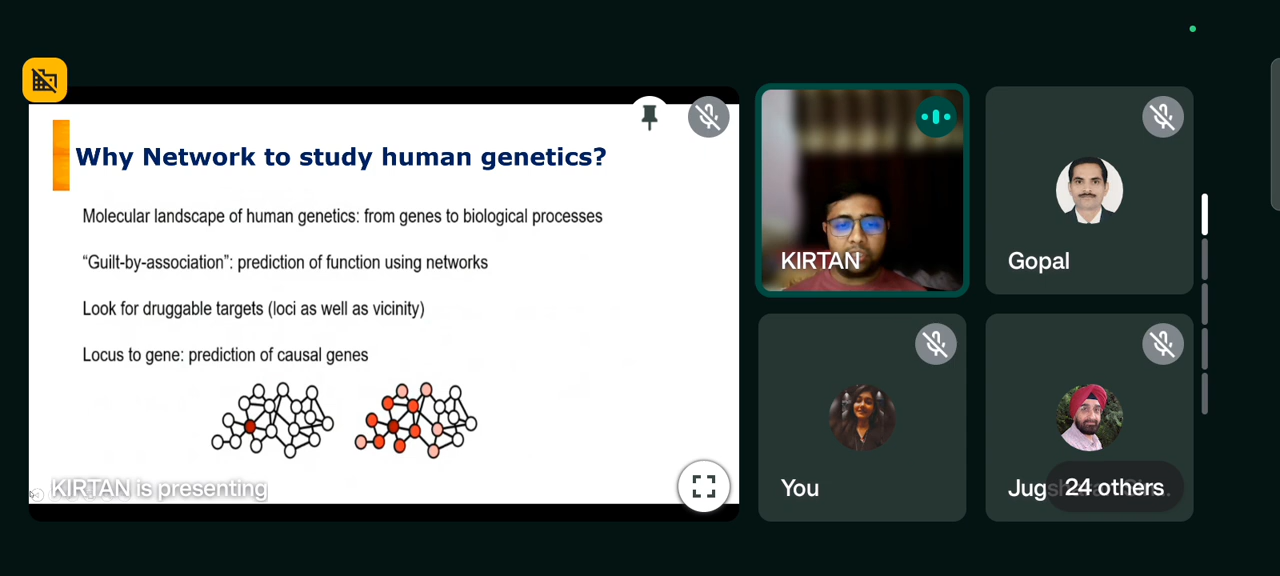 Why Network to study human genetics?
Molecular landscape of human genetics: from genes to biological processes
“Guilt-by-association”: prediction of function using networks
Look for druggable targets (loci as well as vicinity)
Locus to gene: prediction of causal genes
KIRTAN is presenting
KIRTAN
Gopal
You
24 others